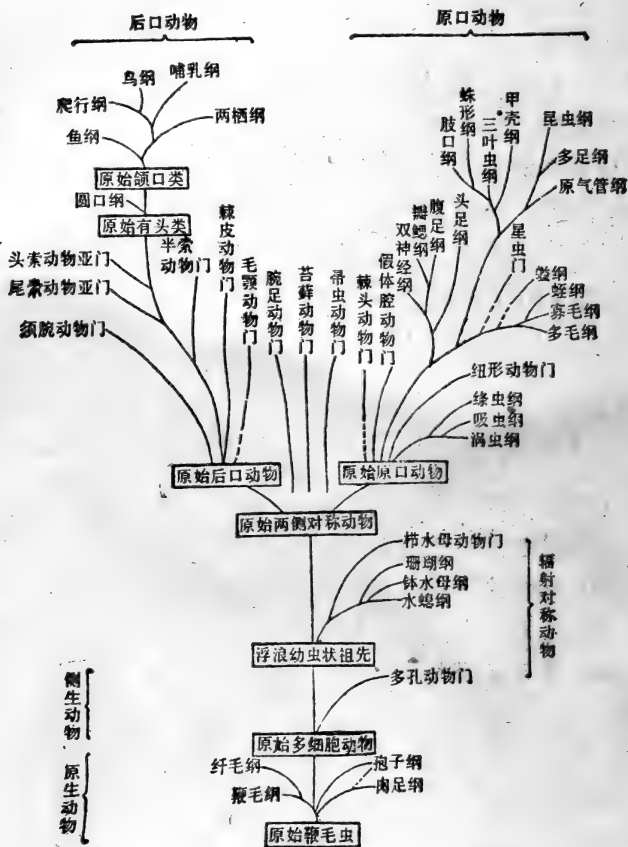 后口动物
原口动物
鸟纲
哺乳纲
爬行纲
两栖纲
鱼纲
原始颌口类
圆口纲
原始有头类
头索动物亚门
尾索动物亚门
须腕动物门
半索动物门
棘皮动物门
毛颚动物门
腕足动物门
苔藓动物门
帚虫动物门
棘头动物门
假体腔动物门
双神经纲
瓣鳃纲
腹足纲
头足纲
肢口纲
蛛形纲
三叶虫纲
甲壳纲
昆虫纲
多足纲
原气管纲
星虫门
螠纲
蛭纲
寡毛纲
多毛纲
纽形动物门
绦虫纲
吸虫纲
涡虫纲
原始后口动物
原始原口动物
原始两侧对称动物
栉水母动物门
珊瑚纲
钵水母纲
水螅纲
辐射对称动物
浮浪幼虫状祖先
多孔动物门
侧生动物
原始多细胞动物
纤毛纲
孢子纲
鞭毛纲
肉足纲
原生动物
原始鞭毛虫